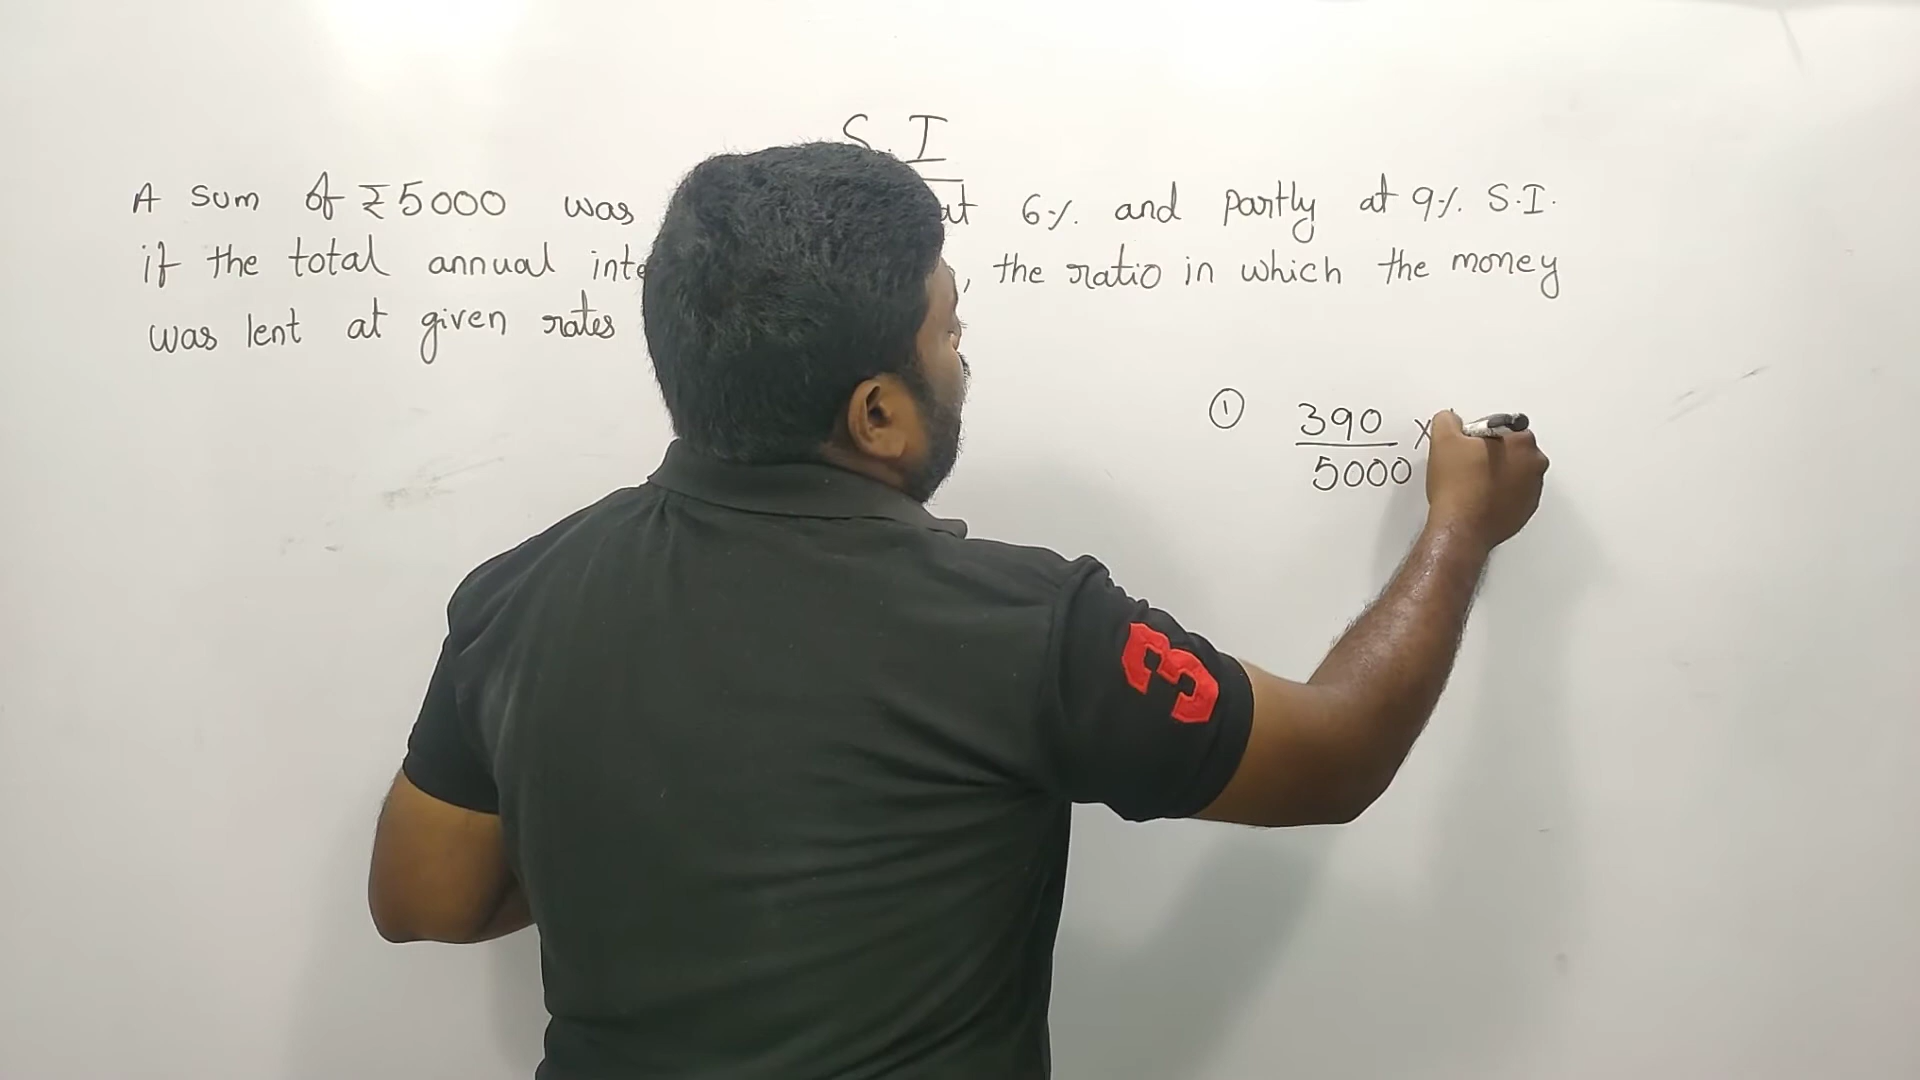 S.I
A sum of ₹5000 was at 6%. and partly at 9%. S.I.
if the total annual , the ratio in which the money
was lent at given rates
① 390 ×
5000
3